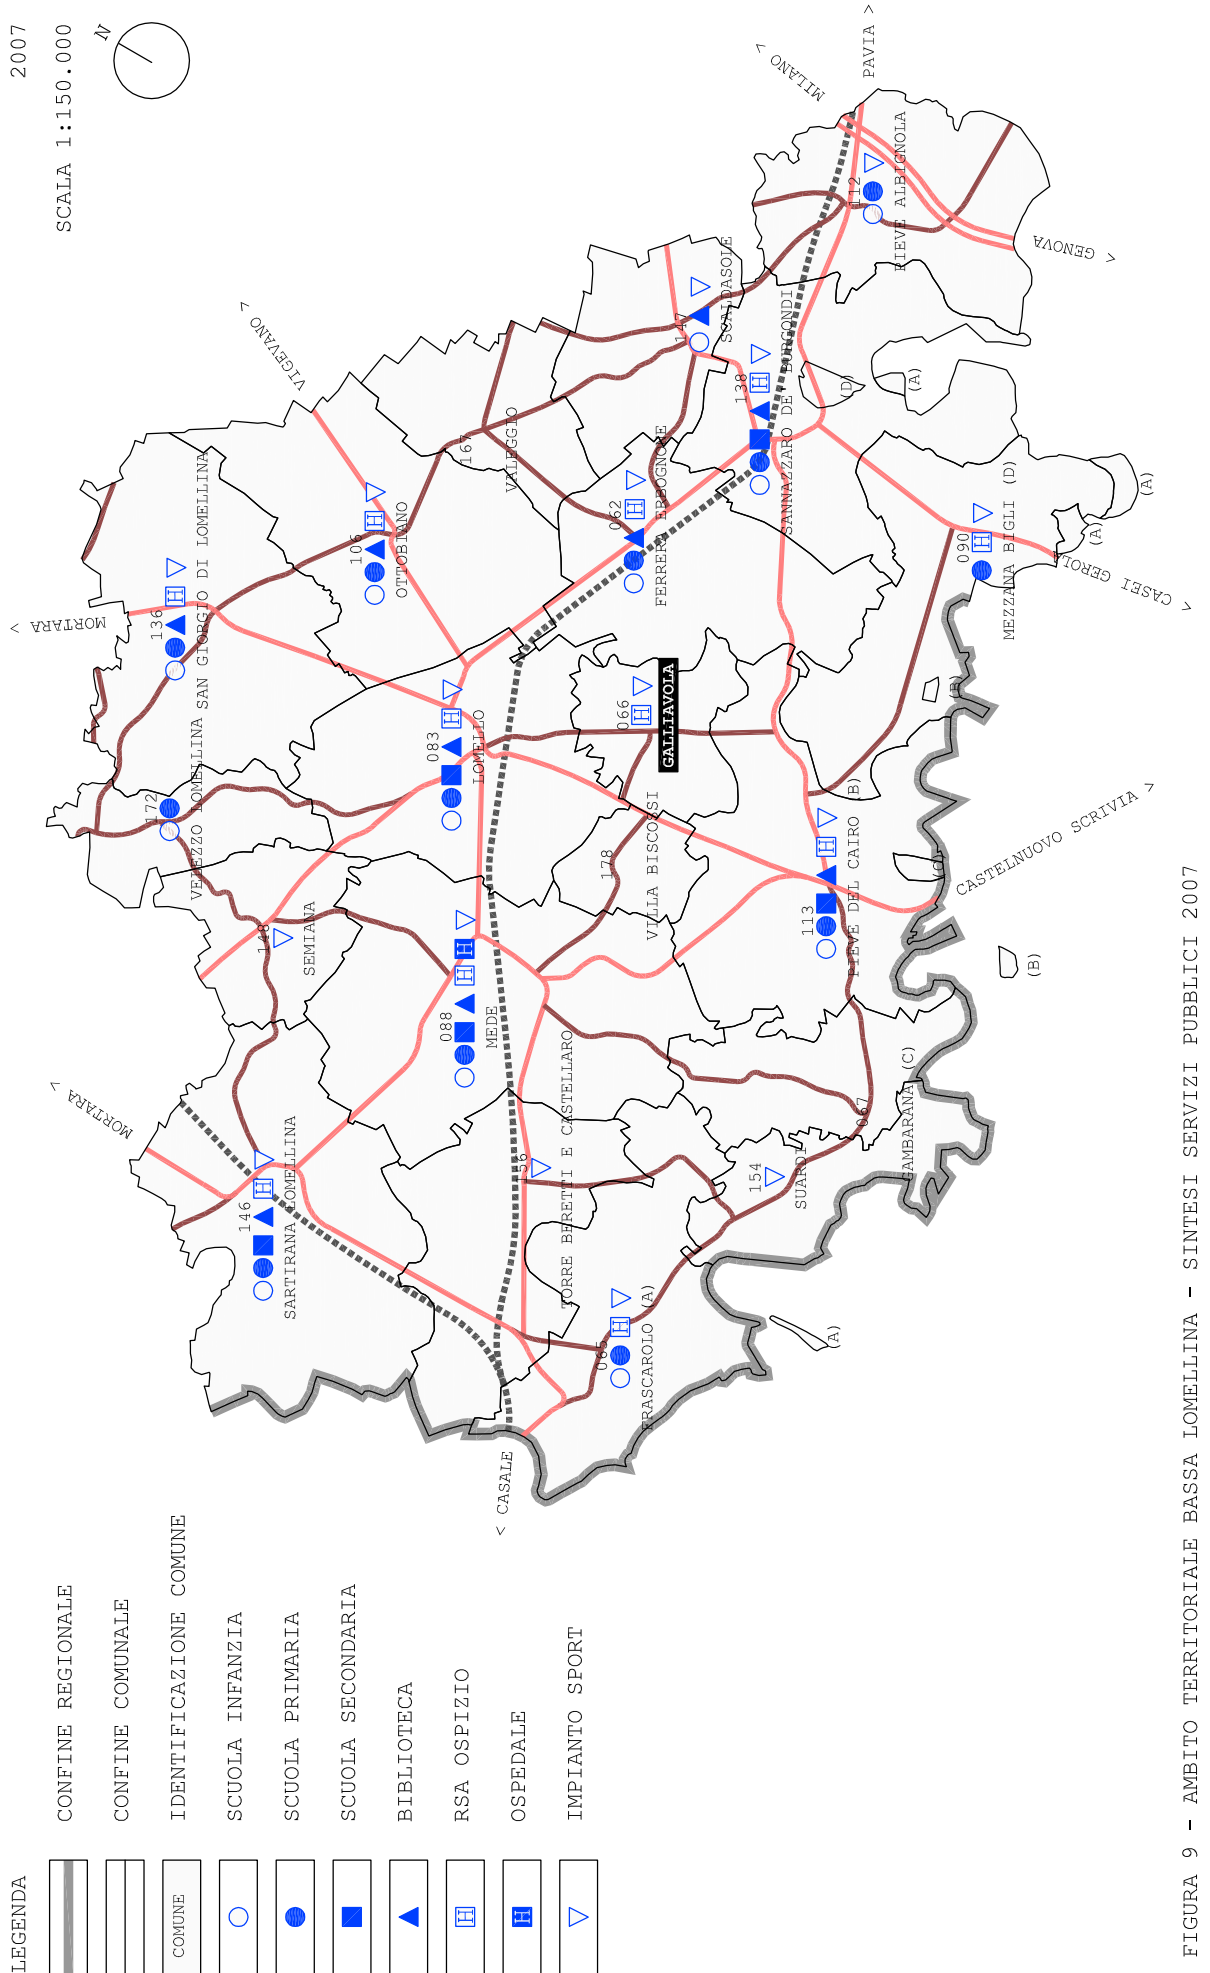 2007
SCALA 1:150.000
N
< MORTARA
MORTARA >
VIGEVANO >
MILANO >
PAVIA >
GENOVA >
CASEI GEROLA >
CASTELNUOVO SCRIVIA >
< CASALE
136
SAN GIORGIO DI LOMELLINA
172
VELEZZO LOMELLINA
106
OTTOBIANO
167
VALEGGIO
147
SCALDASOLE
112
PIEVE ALBIGNOLA
138
SANNAZZARO DE' BURGONDI
(D)
(A)
062
FERRERA ERBOGNONE
090
MEZZANA BIGLI (D)
(A)
(A)
083
LOMELLO
066
GALLIAVOLA
(B)
178
VILLA BISCOSSI
113
PIEVE DEL CAIRO (B)
(C)
(B)
148
SEMIANA
088
MEDE
146
SARTIRANA LOMELLINA
156
TORRE BERETTI E CASTELLARO
154
SUARDI
067
GAMBARANA (C)
065
FRASCAROLO (A)
(A)
LEGENDA
CONFINE REGIONALE
CONFINE COMUNALE
COMUNE
IDENTIFICAZIONE COMUNE
SCUOLA INFANZIA
SCUOLA PRIMARIA
SCUOLA SECONDARIA
BIBLIOTECA
H
RSA OSPIZIO
H
OSPEDALE
IMPIANTO SPORT
FIGURA 9 - AMBITO TERRITORIALE BASSA LOMELLINA - SINTESI SERVIZI PUBBLICI 2007